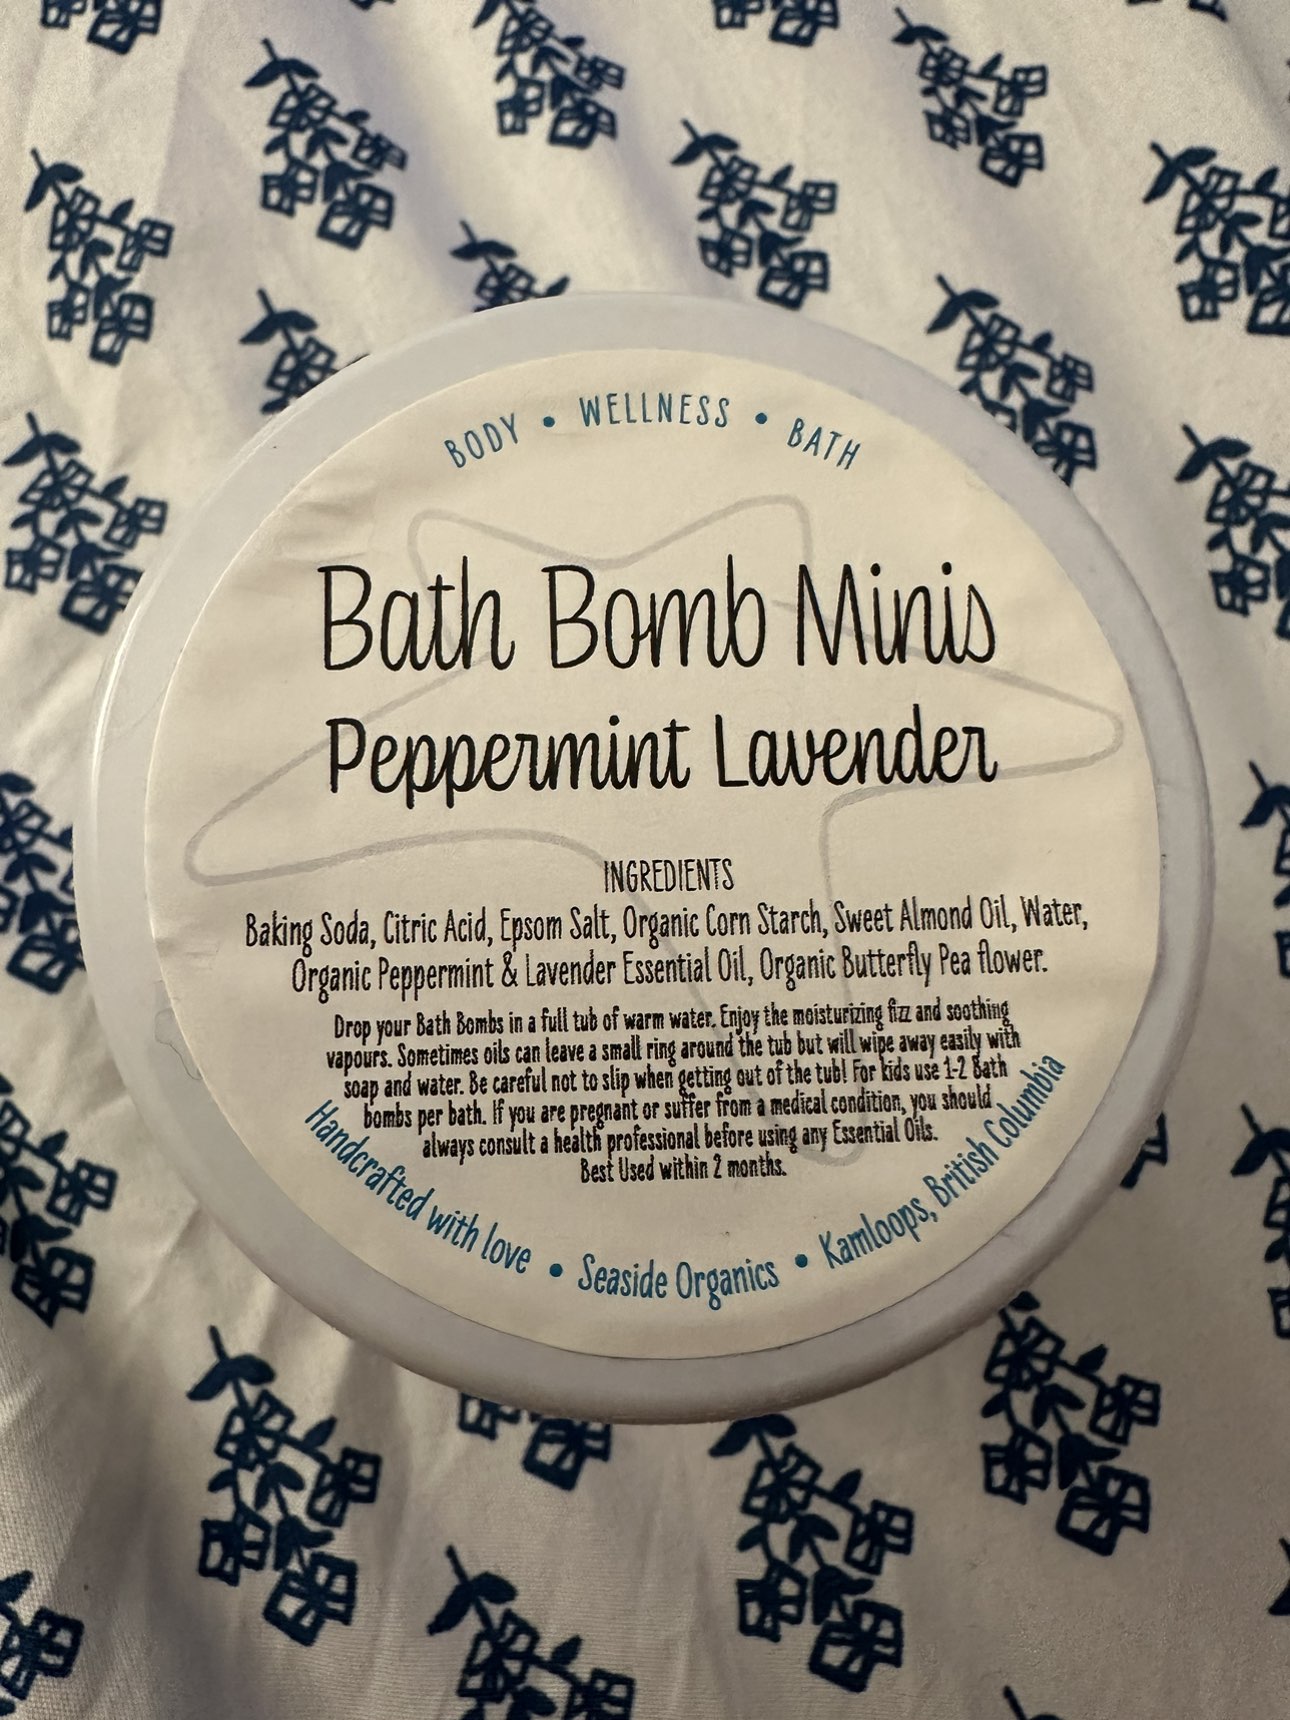 BODY • WELLNESS • BATH
Bath Bomb Minis
Peppermint Lavender
INGREDIENTS
Baking Soda, Citric Acid, Epsom Salt, Organic Corn Starch, Sweet Almond Oil, Water,
Organic Peppermint & Lavender Essential Oil, Organic Butterfly Pea flower.
Drop your Bath Bombs in a full tub of warm water. Enjoy the moisturizing fizz and soothing
vapours. Sometimes oils can leave a small ring around the tub but will wipe away easily with
soap and water. Be careful not to slip when getting out of the tub! For kids use 1-2 Bath
bombs per bath. If you are pregnant or suffer from a medical condition, you should
always consult a health professional before using any Essential Oils.
Best Used within 2 months.
Handcrafted with love • Seaside Organics • Kamloops, British Columbia